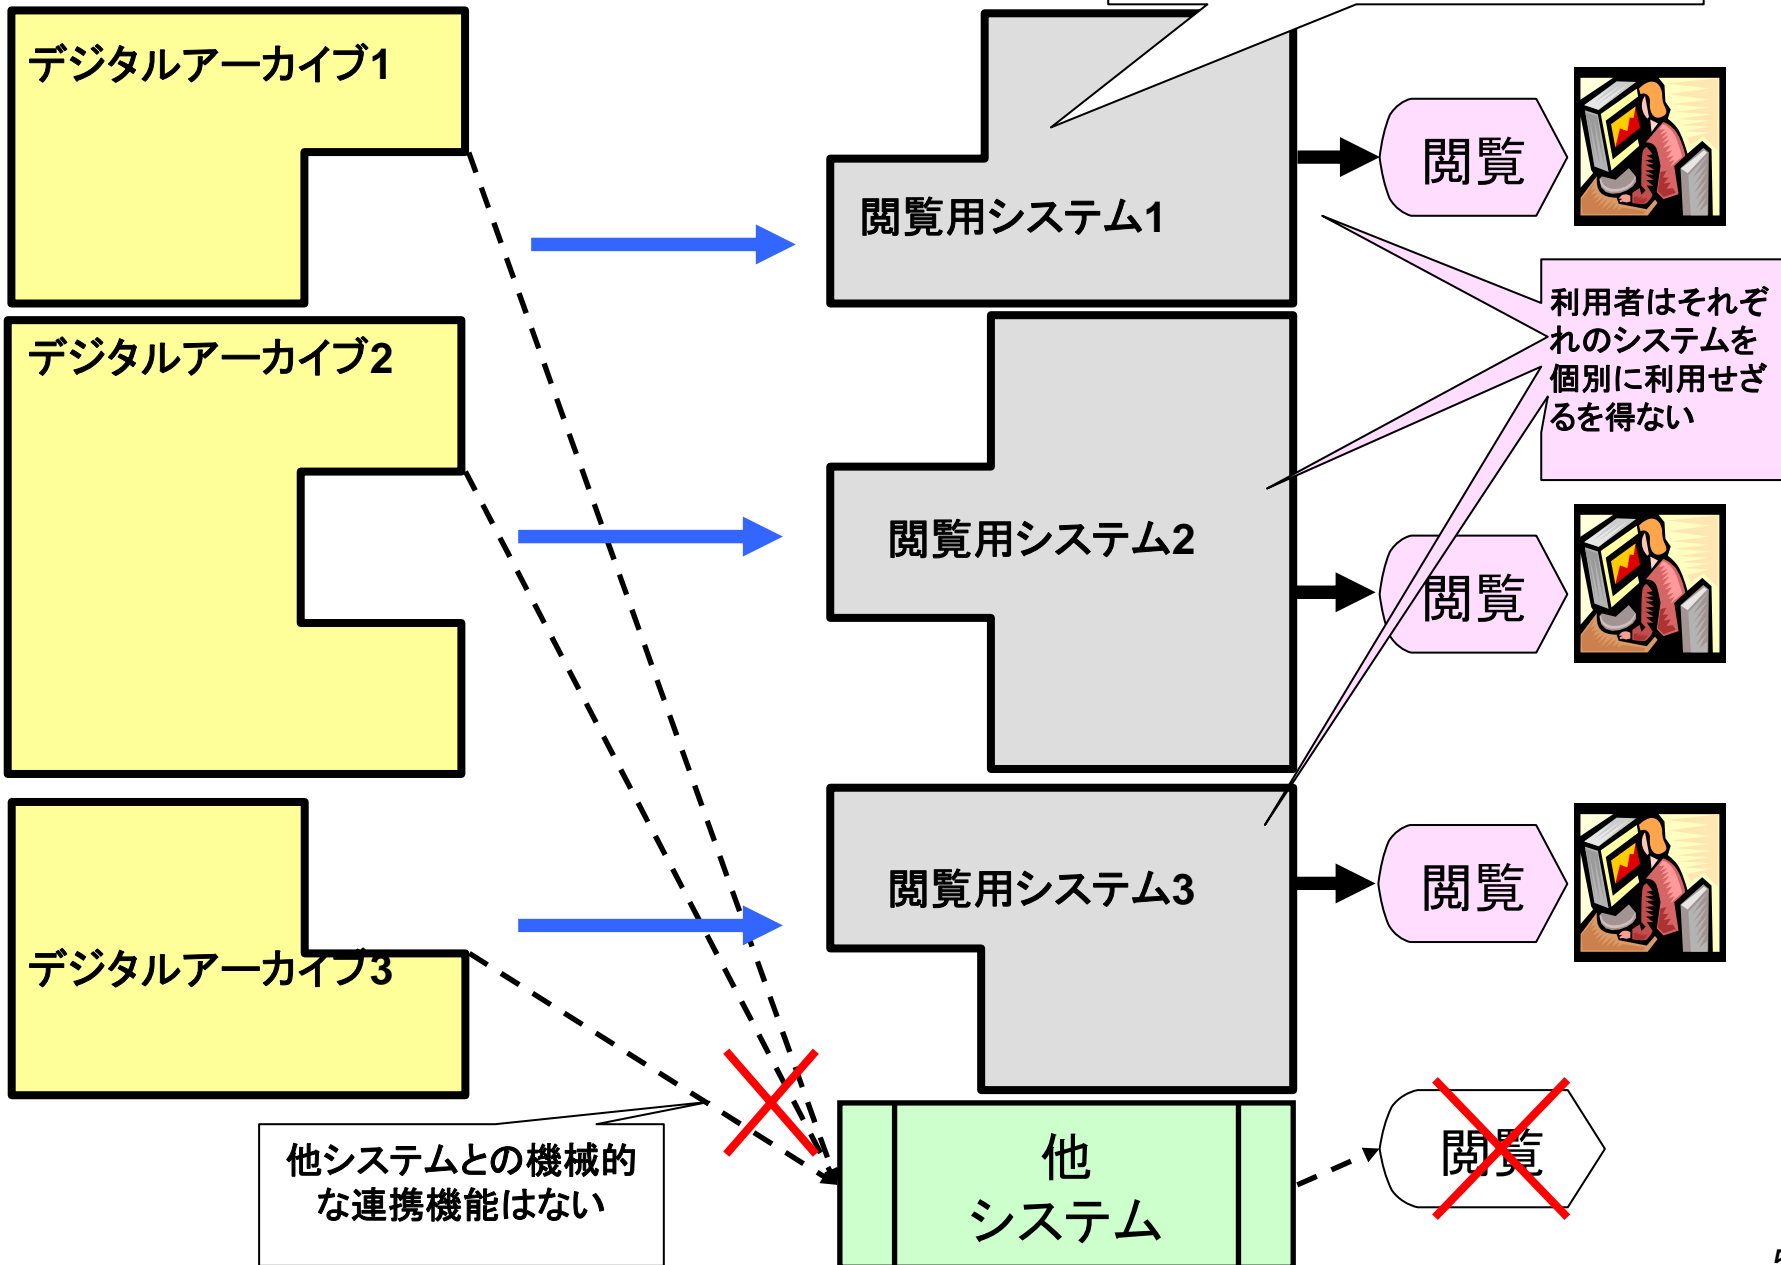 デジタルアーカイブ1
閲覧用システム1
閲覧
利用者はそれぞ
れのシステムを
個別に利用せざ
るを得ない
デジタルアーカイブ2
閲覧用システム2
閲覧
デジタルアーカイブ3
閲覧用システム3
閲覧
他システムとの機械的
な連携機能はない
他
システム
閲覧